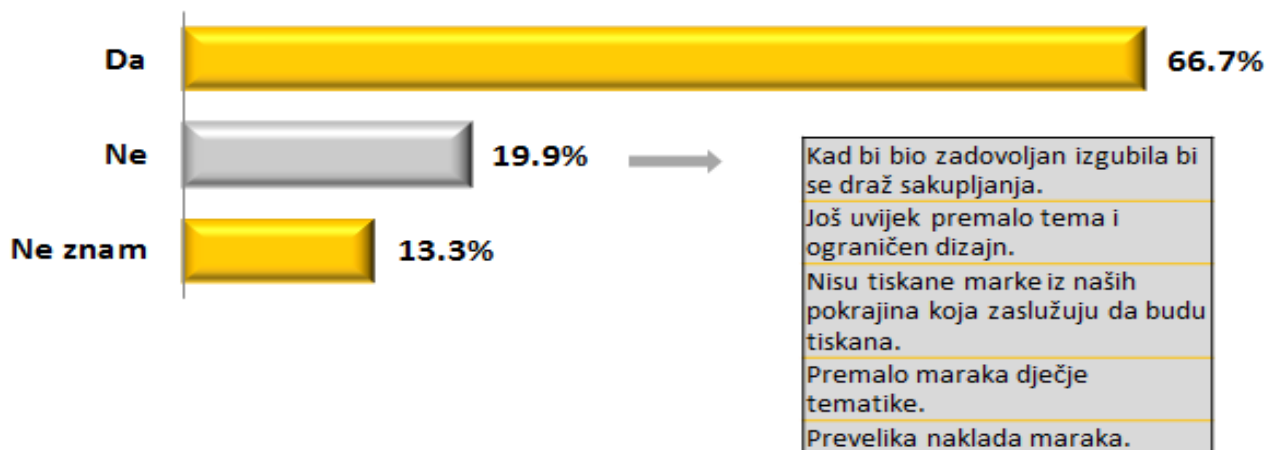 Da
66.7%
Ne
19.9%
Ne znam
13.3%
Kad bi bio zadovoljan izgubila bi
se draž sakupljanja.
Još uvijek premalo tema i
ograničen dizajn.
Nisu tiskane marke iz naših
pokrajina koja zaslužuju da budu
tiskana.
Premalo maraka dječje
tematike.
Prevelika naklada maraka.